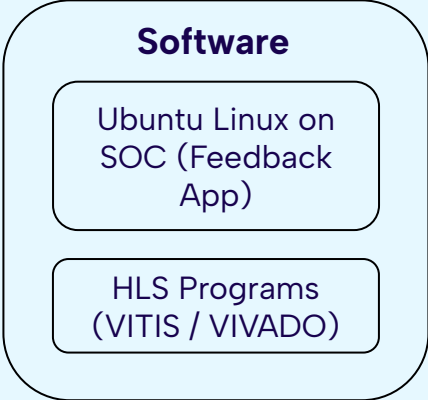 Software
Ubuntu Linux on
SOC (Feedback
App)
HLS Programs
(VITIS / VIVADO)